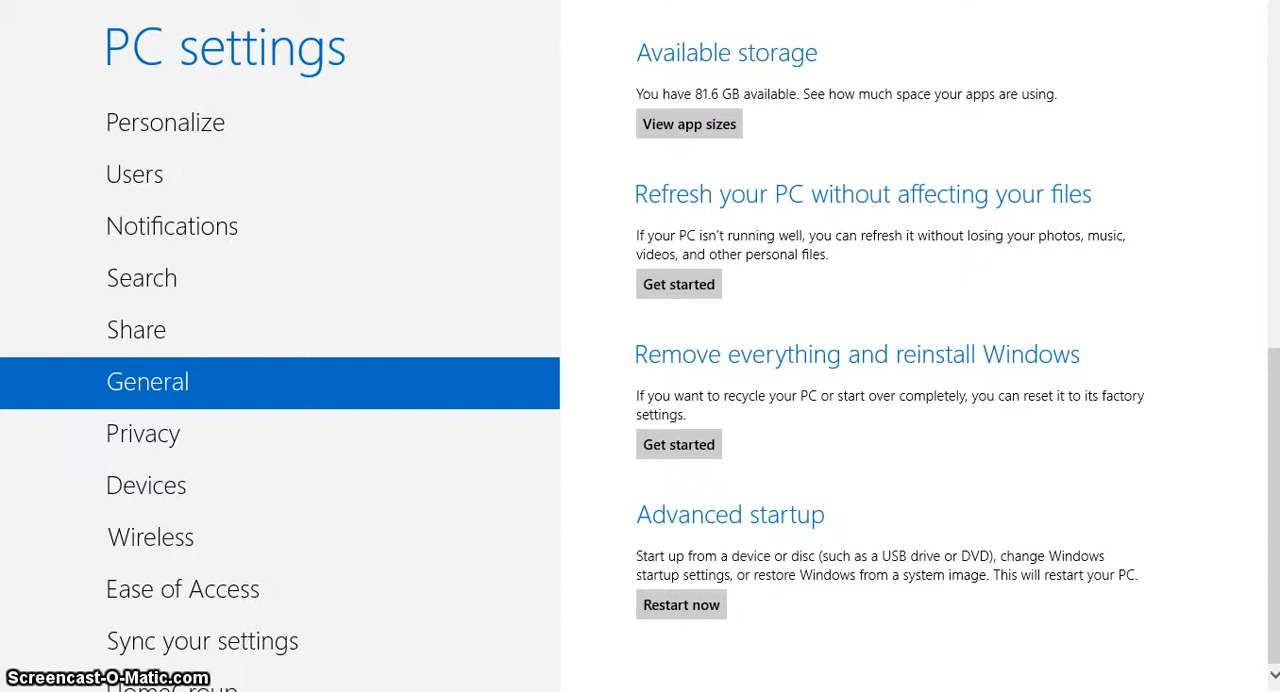 PC settings
Personalize
Users
Notifications
Search
Share
General
Privacy
Devices
Wireless
Ease of Access
Sync your settings
HomeGroup
Available storage
You have 81.6 GB available. See how much space your apps are using.
View app sizes
Refresh your PC without affecting your files
If your PC isn't running well, you can refresh it without losing your photos, music,
videos, and other personal files.
Get started
Remove everything and reinstall Windows
If you want to recycle your PC or start over completely, you can reset it to its factory
settings.
Get started
Advanced startup
Start up from a device or disc (such as a USB drive or DVD), change Windows
startup settings, or restore Windows from a system image. This will restart your PC.
Restart now
Screencast-O-Matic.com